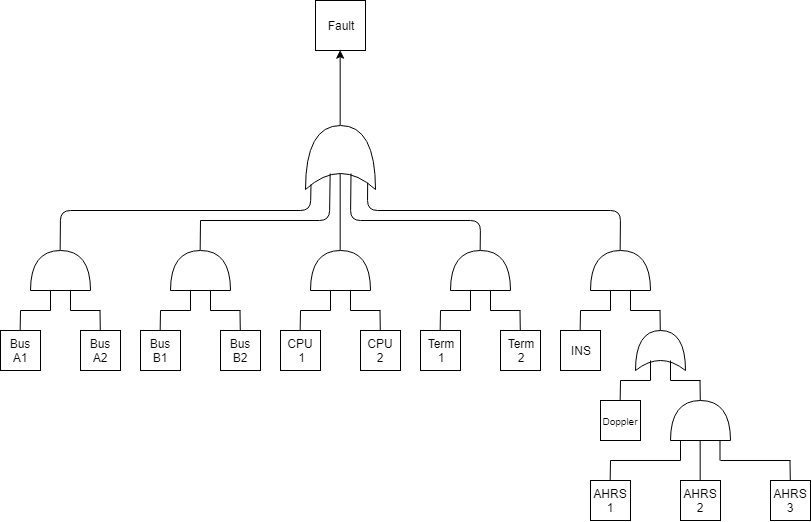 Fault
Bus
A1
Bus
A2
Bus
B1
Bus
B2
CPU
1
CPU
2
Term
1
Term
2
INS
Doppler
AHRS
1
AHRS
2
AHRS
3